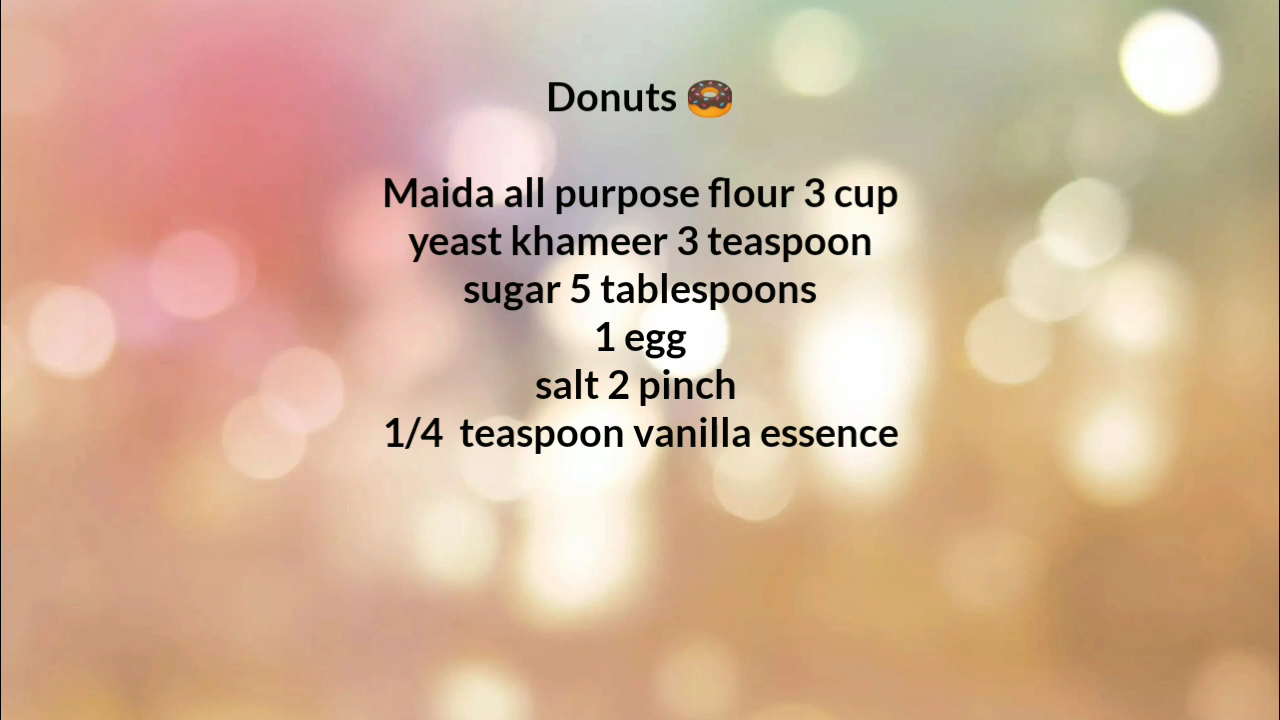 Donuts 🍩
Maida all purpose flour 3 cup
yeast khameer 3 teaspoon
sugar 5 tablespoons
1 egg
salt 2 pinch
1/4  teaspoon vanilla essence